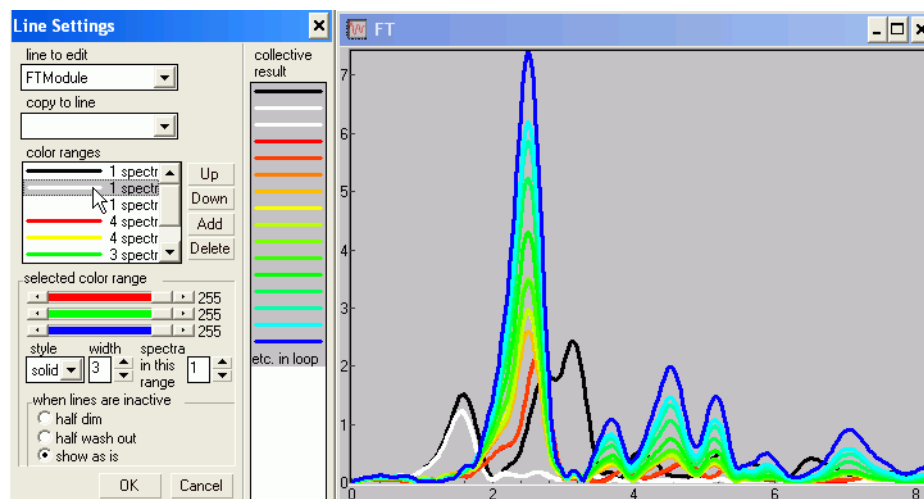 Line Settings
line to edit
FTModule
copy to line
color ranges
1 spectr
1 spectr
1 spectr
4 spectr
4 spectr
3 spectr
Up
Down
Add
Delete
selected color range
255
255
255
style
width
spectra
in this
range
solid
3
1
when lines are inactive
half dim
half wash out
show as is
OK
Cancel
collective
result
etc. in loop
FT
7
6
5
4
3
2
1
0
0
2
4
6
8